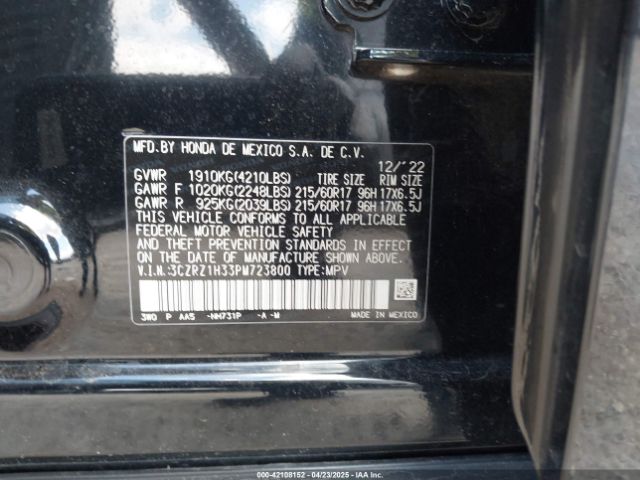 MFD.BY HONDA DE MEXICO S.A. DE C.V.
12/'22
GVWR 1910KG(4210LBS) TIRE SIZE RIM SIZE
GAWR F 1020KG(2248LBS) 215/60R17 96H 17X6.5J
GAWR R 925KG(2039LBS) 215/60R17 96H 17X6.5J
THIS VEHICLE CONFORMS TO ALL APPLICABLE
FEDERAL MOTOR VEHICLE SAFETY
AND THEFT PREVENTION STANDARDS IN EFFECT
ON THE DATE OF MANUFACTURE SHOWN ABOVE.
V.I.N.:3CZRZ1H33PM723800 TYPE:MPV
3W0 P AAS -NH731P -A -M MADE IN MEXICO
000-42108152 - 04/23/2025 - IAAI.COM